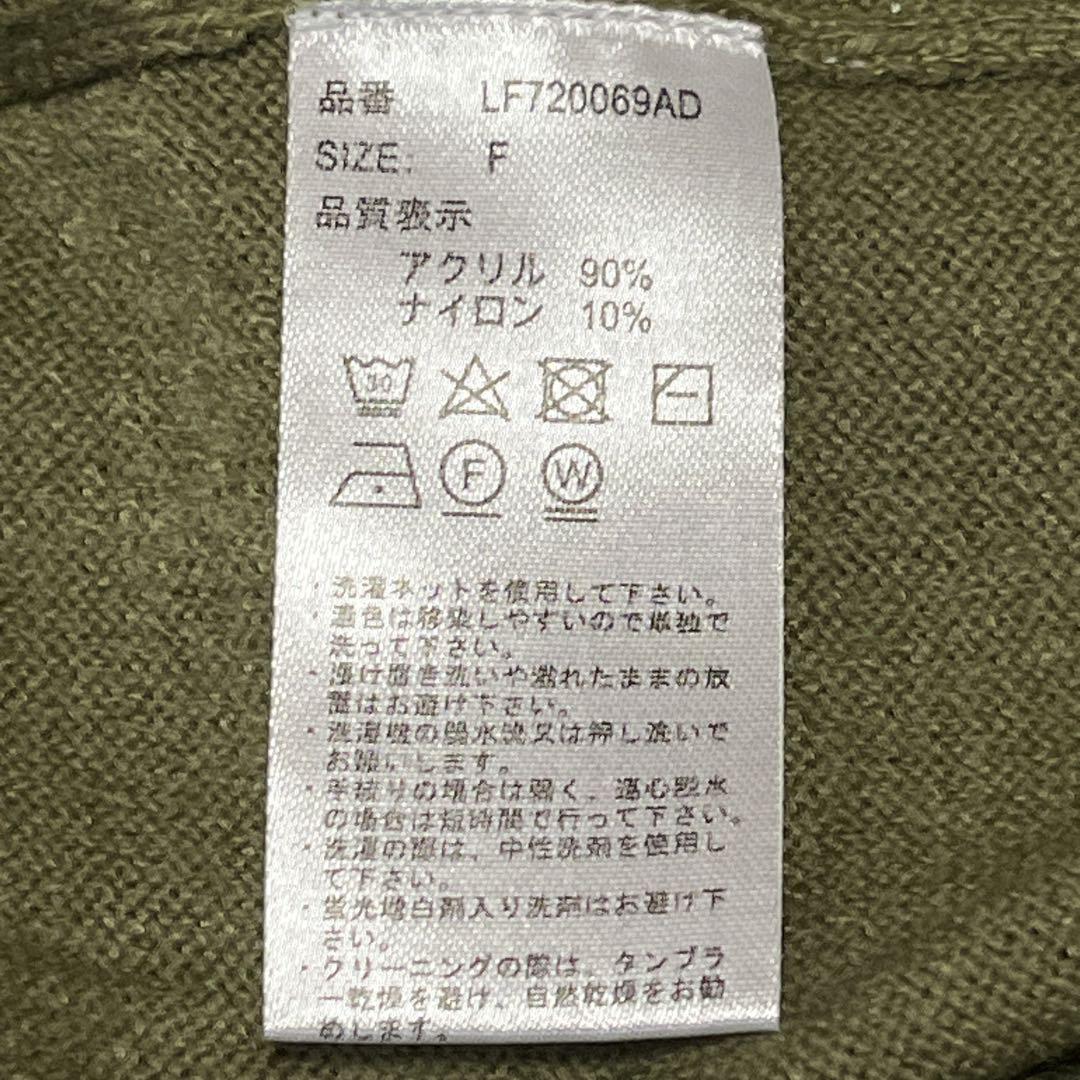 品番 LF720069AD
SIZE: F
品質表示
アクリル 90%
ナイロン 10%
30
F
W
・洗濯ネットを使用して下さい。
・濃色は移染しやすいので単独で
洗って下さい。
・漬け置き洗いや濡れたままの放
置はお避け下さい。
・洗濯機の弱水流又は押し洗いで
お願いします。
・手絞りの場合は弱く、遠心脱水
の場合は短時間で行って下さい。
・洗濯の際は、中性洗剤を使用し
て下さい。
・蛍光増白剤入り洗剤はお避け下
さい。
・クリーニングの際は、タンブラ
ー乾燥を避け、自然乾燥をお勧
めします。